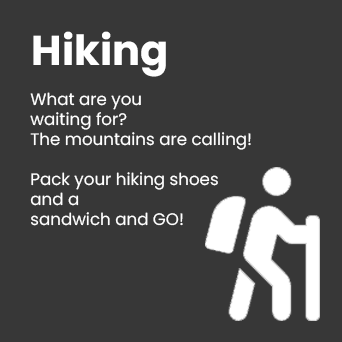 Hiking
What are you
waiting for?
The mountains are calling!
Pack your hiking shoes
and a
sandwich and GO!